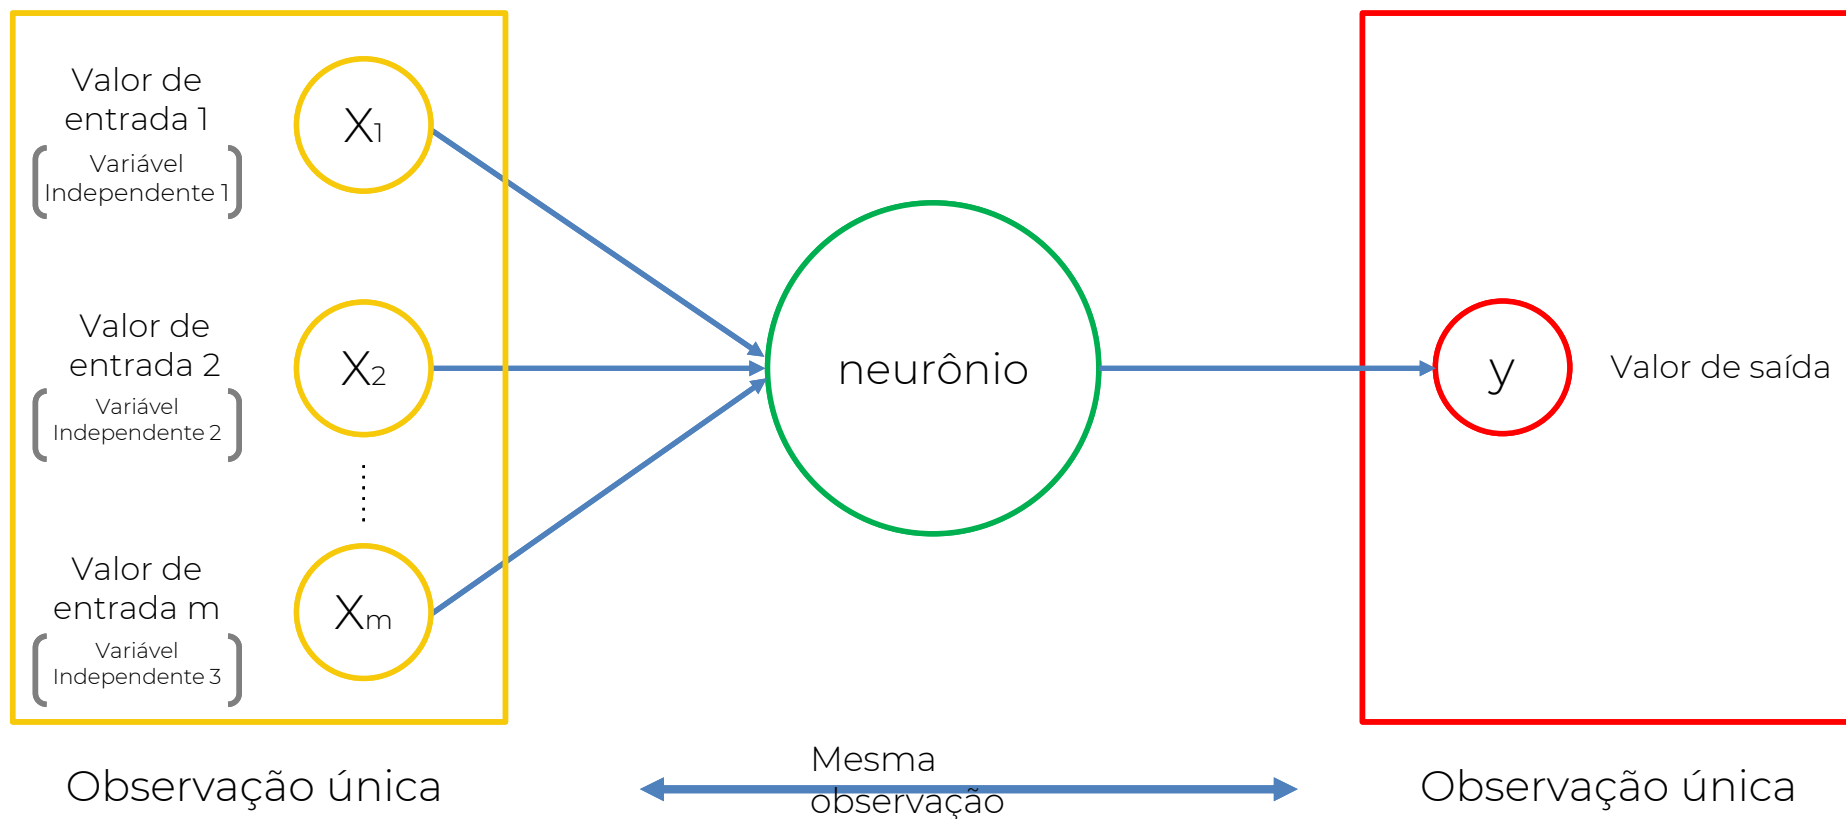 Valor de
entrada 1
Variável
Independente 1
X1
Valor de
entrada 2
Variável
Independente 2
X2
Valor de
entrada m
Variável
Independente 3
Xm
neurônio
y
Valor de saída
Observação única
Mesma
observação
Observação única